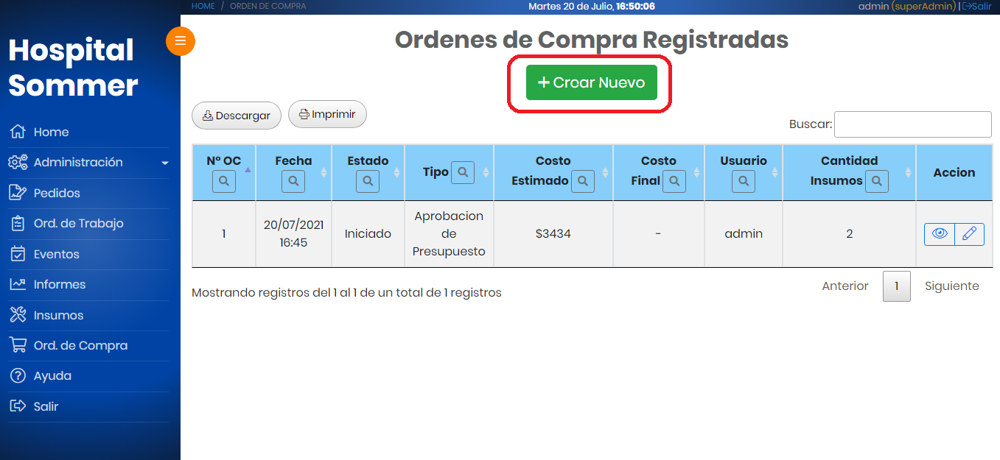 HOME / ORDEN DE COMPRA
Martes 20 de Julio, 16:50:06
admin (superAdmin) | Salir
Hospital
Sommer
Home
Administración
Pedidos
Ord. de Trabajo
Eventos
Informes
Insumos
Ord. de Compra
Ayuda
Salir
Ordenes de Compra Registradas
+ Croar Nuevo
Descargar
Imprimir
Buscar:
N° OC
Fecha
Estado
Tipo
Costo
Estimado
Costo
Final
Usuario
Cantidad
Insumos
Accion
1
20/07/2021
16:45
Iniciado
Aprobacion
de
Presupuesto
$3434
-
admin
2
Mostrando registros del 1 al 1 de un total de 1 registros
Anterior
1
Siguiente